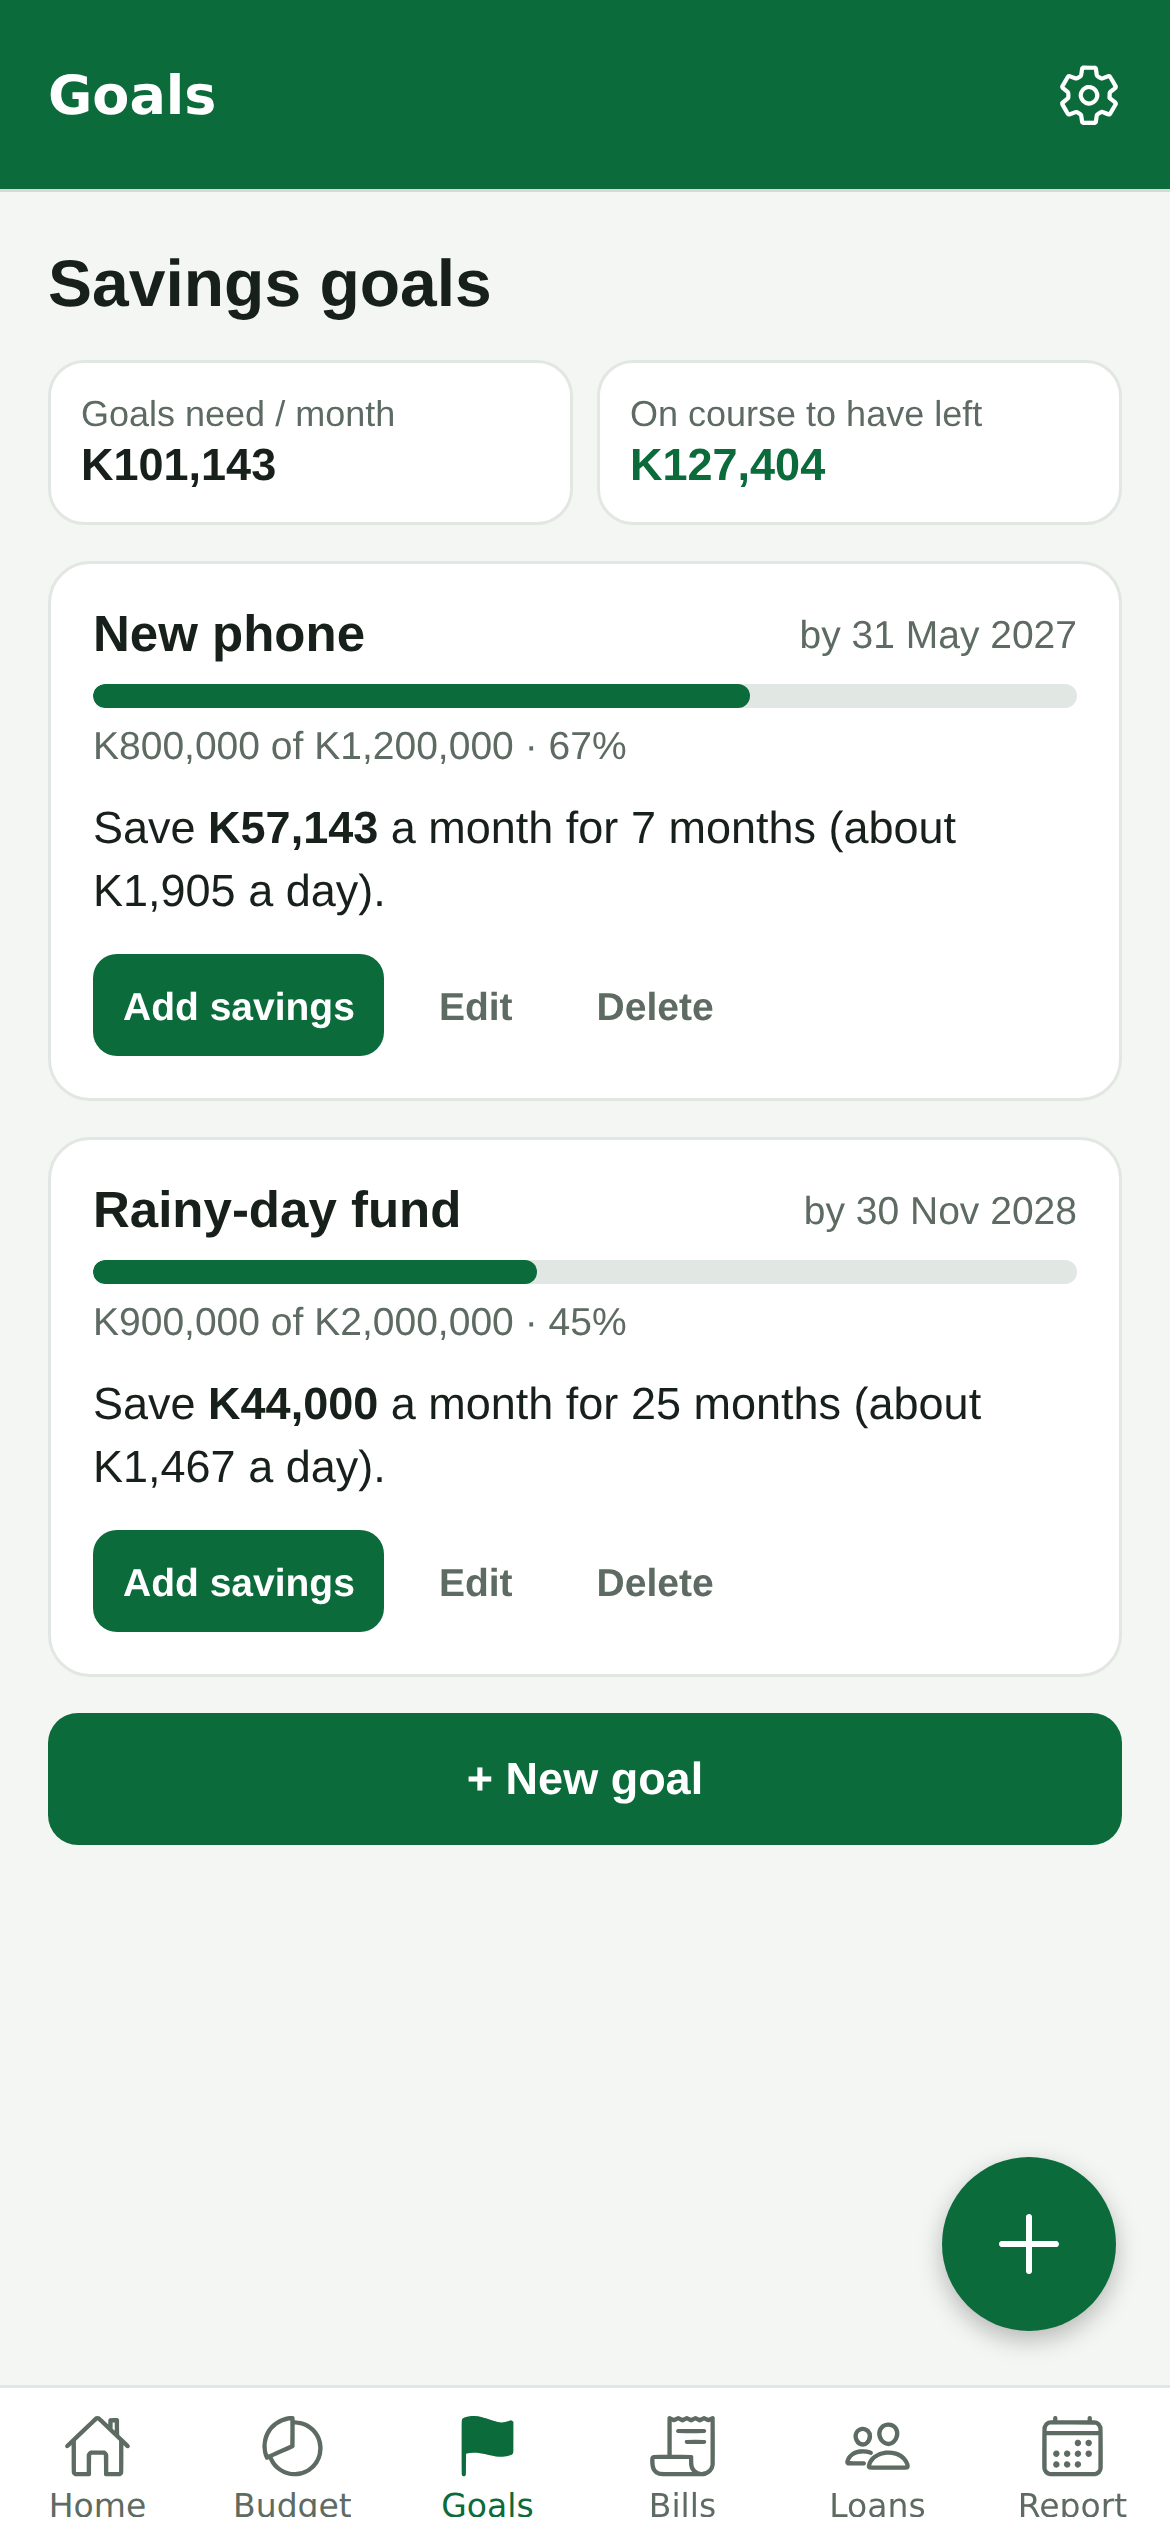 Goals
Savings goals
Goals need / month
K101,143
On course to have left
K127,404
New phone
by 31 May 2027
K800,000 of K1,200,000 · 67%
Save K57,143 a month for 7 months (about
K1,905 a day).
Add savings
Edit
Delete
Rainy-day fund
by 30 Nov 2028
K900,000 of K2,000,000 · 45%
Save K44,000 a month for 25 months (about
K1,467 a day).
Add savings
Edit
Delete
+ New goal
Home
Budget
Goals
Bills
Loans
Report